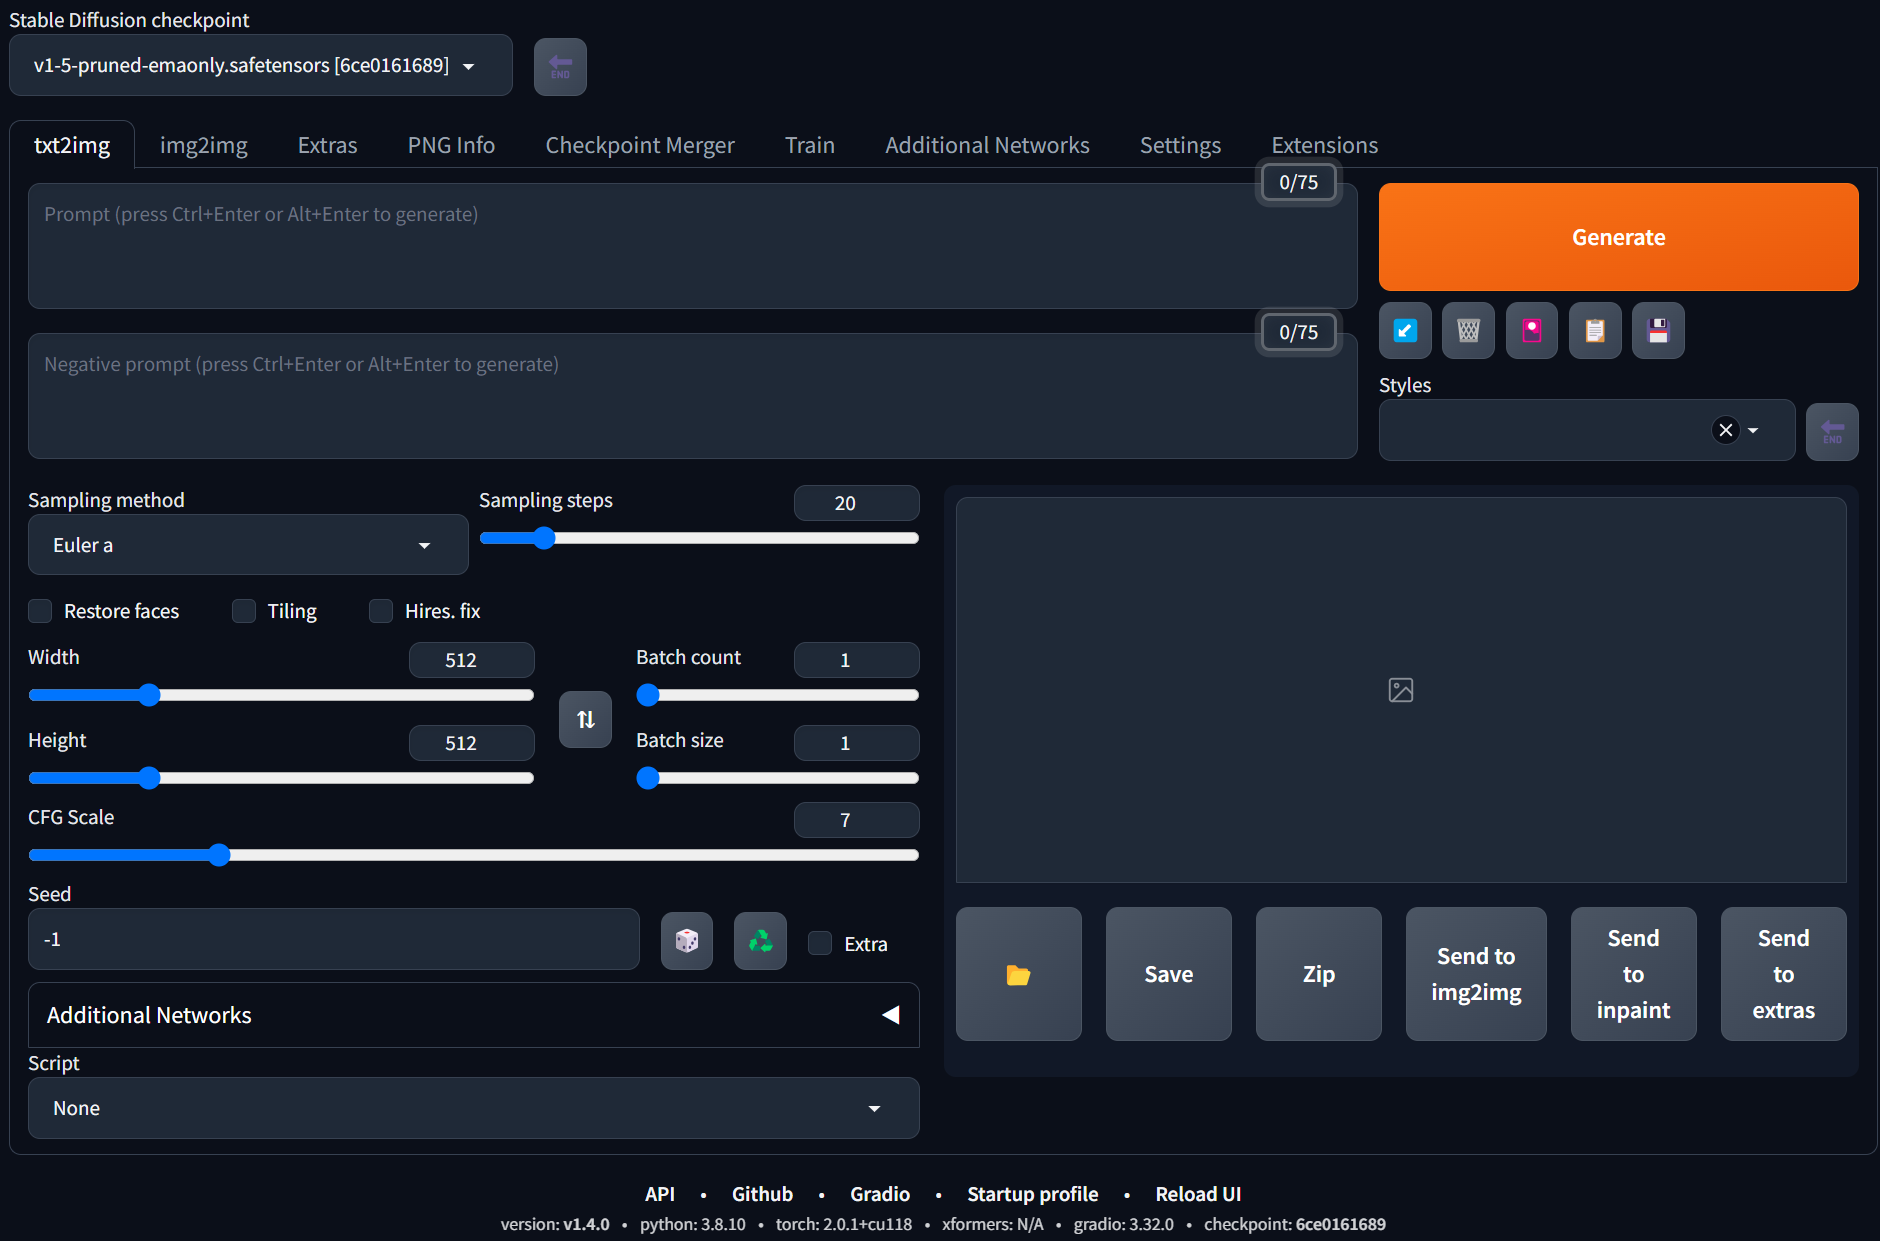 Stable Diffusion checkpoint
v1-5-pruned-emaonly.safetensors [6ce0161689]
END
txt2img img2img Extras PNG Info Checkpoint Merger Train Additional Networks Settings Extensions
0/75
Prompt (press Ctrl+Enter or Alt+Enter to generate)
Generate
0/75
Negative prompt (press Ctrl+Enter or Alt+Enter to generate)
Styles
END
Sampling method
Euler a
Sampling steps
20
Restore faces Tiling Hires. fix
Width 512
Batch count 1
Height 512
Batch size 1
CFG Scale 7
Seed
-1
Extra
Additional Networks
Script
None
Save
Zip
Send to
img2img
Send
to
inpaint
Send
to
extras
API • Github • Gradio • Startup profile • Reload UI
version: v1.4.0 • python: 3.8.10 • torch: 2.0.1+cu118 • xformers: N/A • gradio: 3.32.0 • checkpoint: 6ce0161689